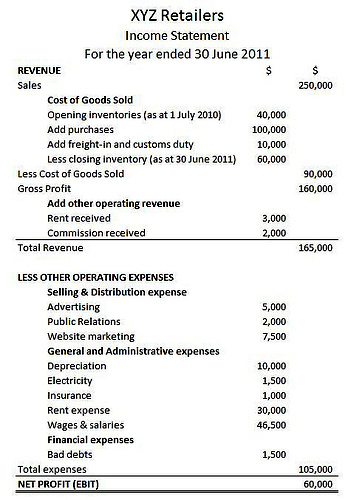 XYZ Retailers
Income Statement
For the year ended 30 June 2011
REVENUE $ $
Sales 250,000
Cost of Goods Sold
Opening inventories (as at 1 July 2010) 40,000
Add purchases 100,000
Add freight-in and customs duty 10,000
Less closing inventory (as at 30 June 2011) 60,000
Less Cost of Goods Sold 90,000
Gross Profit 160,000
Add other operating revenue
Rent received 3,000
Commission received 2,000
Total Revenue 165,000
LESS OTHER OPERATING EXPENSES
Selling & Distribution expense
Advertising 5,000
Public Relations 2,000
Website marketing 7,500
General and Administrative expenses
Depreciation 10,000
Electricity 1,500
Insurance 1,000
Rent expense 30,000
Wages & salaries 46,500
Financial expenses
Bad debts 1,500
Total expenses 105,000
NET PROFIT (EBIT) 60,000